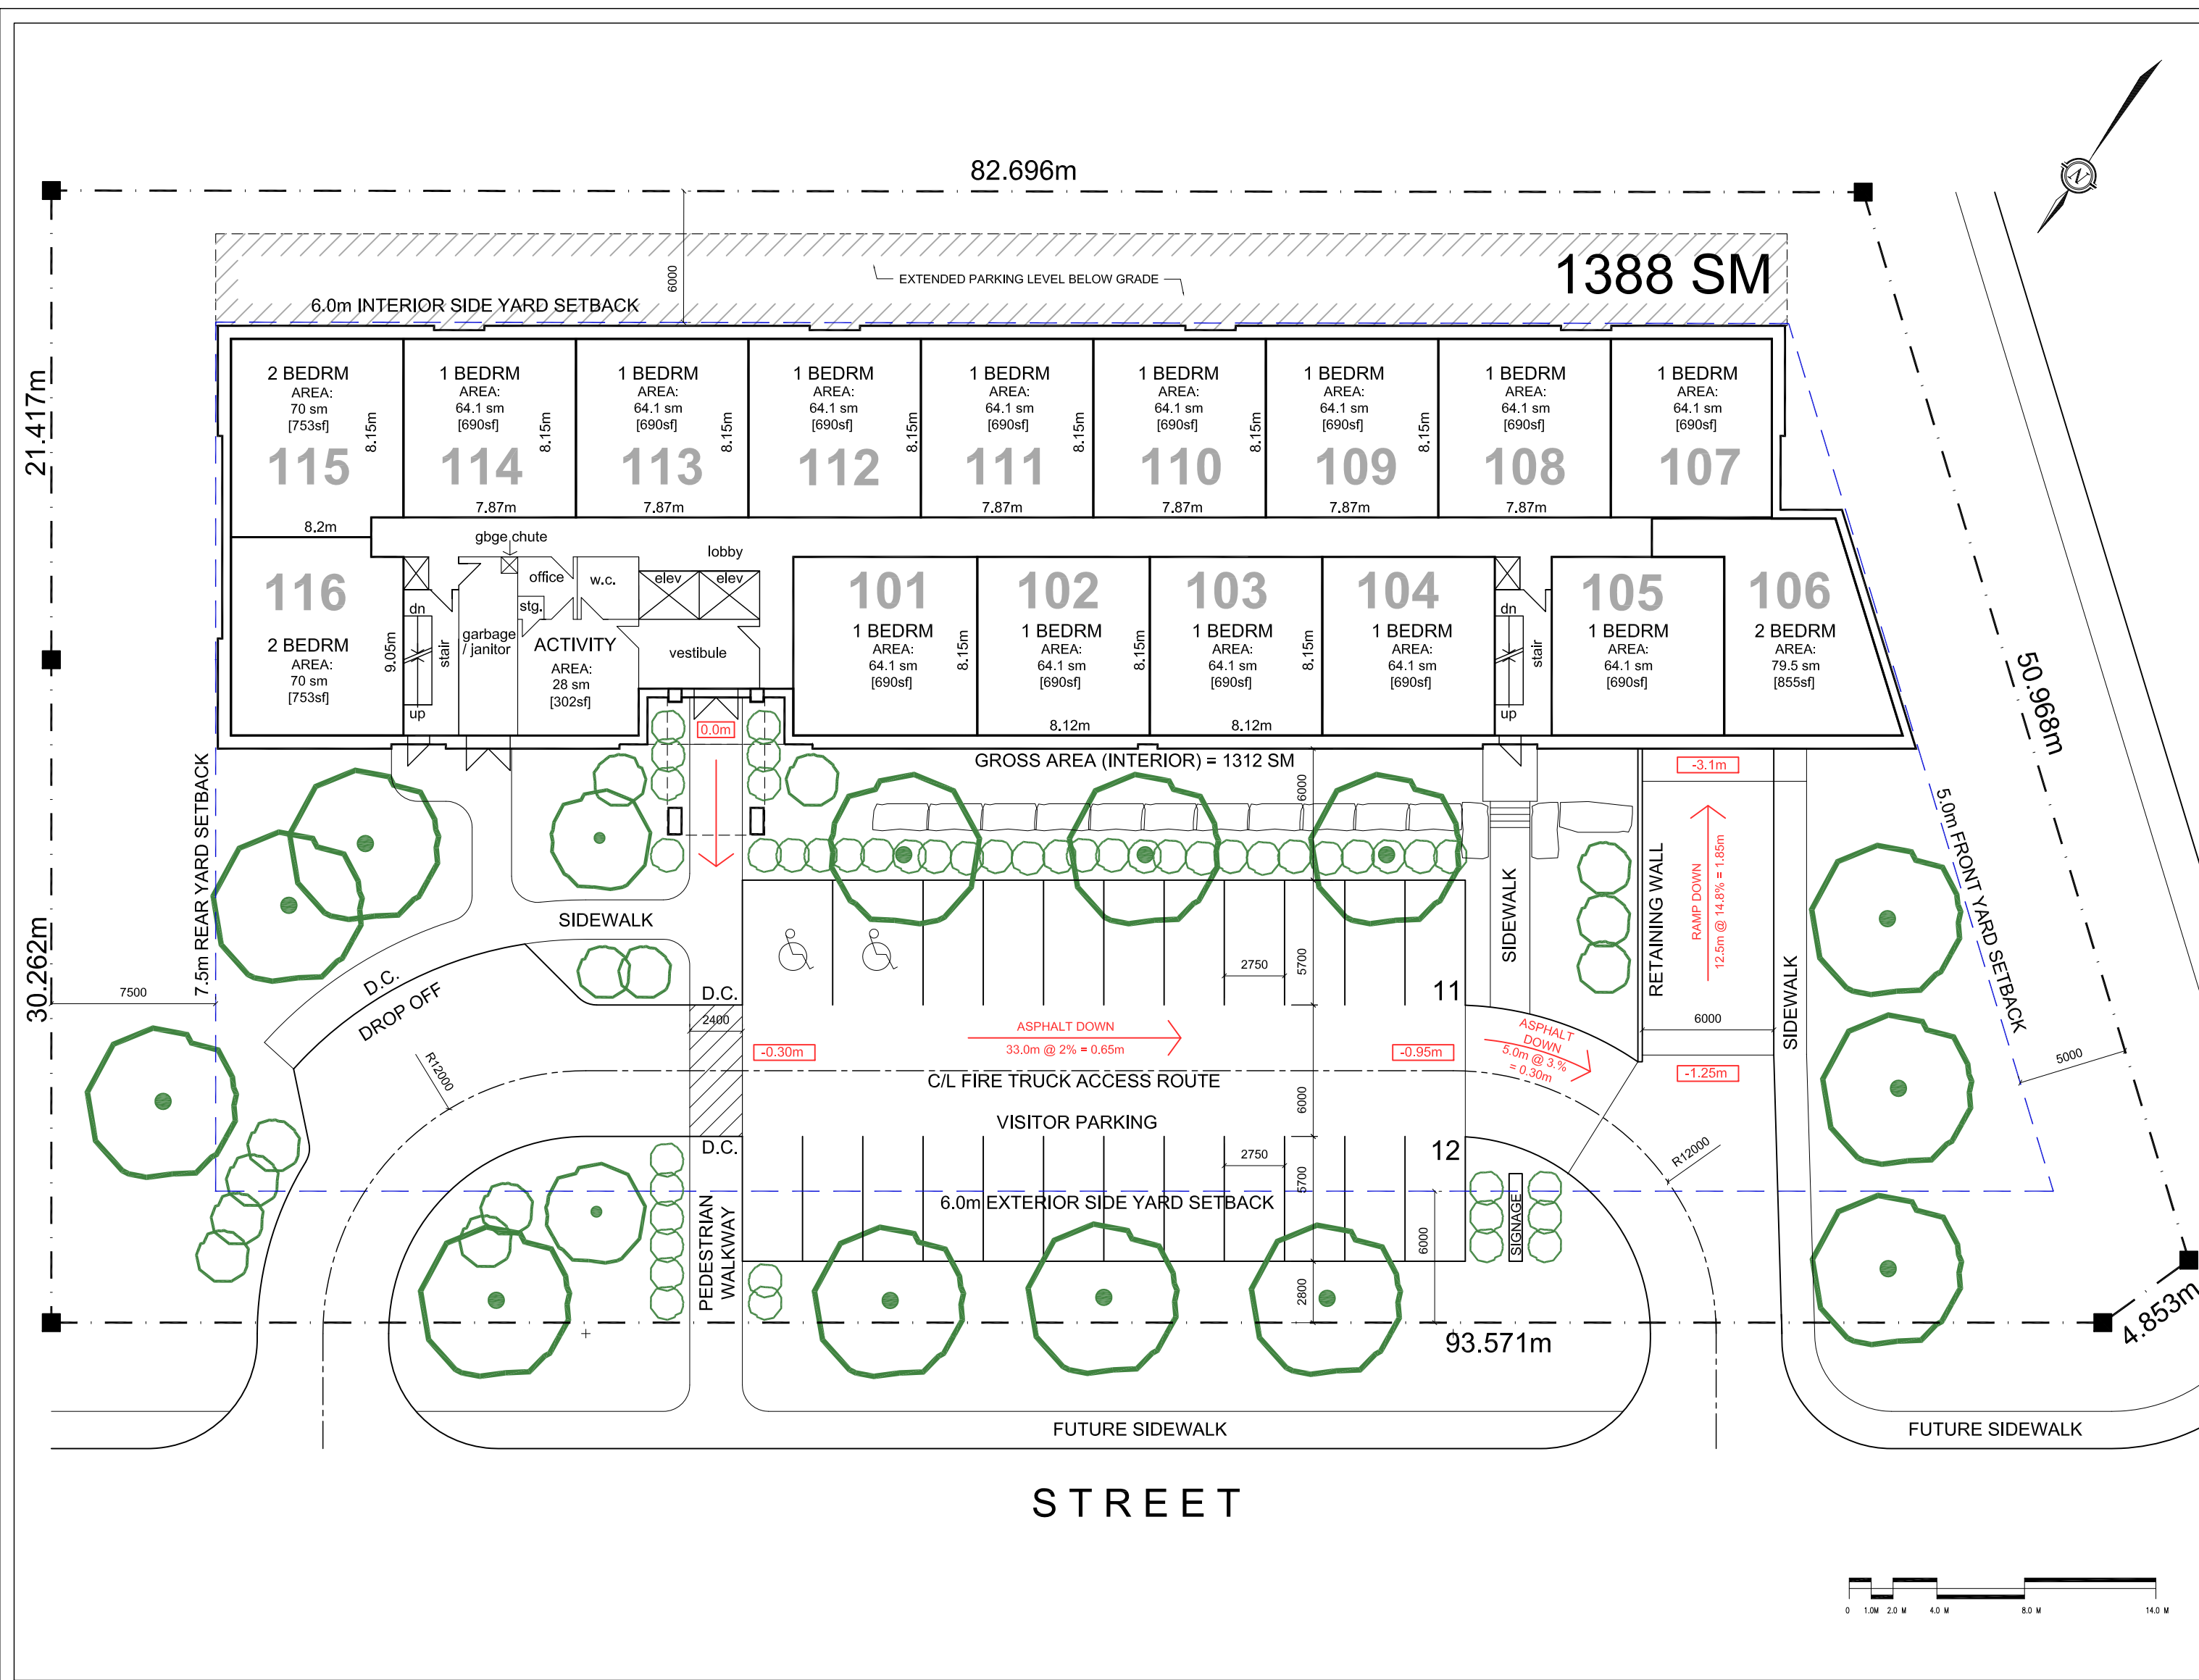 82.696m
N
EXTENDED PARKING LEVEL BELOW GRADE
1388 SM
6000
6.0m INTERIOR SIDE YARD SETBACK
21.417m
2 BEDRM
AREA:
70 sm
[753sf]
115
8.15m
8.2m
1 BEDRM
AREA:
64.1 sm
[690sf]
114
8.15m
7.87m
1 BEDRM
AREA:
64.1 sm
[690sf]
113
8.15m
7.87m
1 BEDRM
AREA:
64.1 sm
[690sf]
112
8.15m
1 BEDRM
AREA:
64.1 sm
[690sf]
111
8.15m
7.87m
1 BEDRM
AREA:
64.1 sm
[690sf]
110
8.15m
7.87m
1 BEDRM
AREA:
64.1 sm
[690sf]
109
8.15m
7.87m
1 BEDRM
AREA:
64.1 sm
[690sf]
108
7.87m
1 BEDRM
AREA:
64.1 sm
[690sf]
107
116
2 BEDRM
AREA:
70 sm
[753sf]
9.05m
dn
stair
up
gbge chute
garbage
/ janitor
office
stg.
w.c.
ACTIVITY
AREA:
28 sm
[302sf]
lobby
elev
elev
vestibule
101
1 BEDRM
AREA:
64.1 sm
[690sf]
8.15m
102
1 BEDRM
AREA:
64.1 sm
[690sf]
8.15m
8.12m
103
1 BEDRM
AREA:
64.1 sm
[690sf]
8.15m
8.12m
104
1 BEDRM
AREA:
64.1 sm
[690sf]
dn
stair
up
105
1 BEDRM
AREA:
64.1 sm
[690sf]
106
2 BEDRM
AREA:
79.5 sm
[855sf]
50.968m
0.0m
GROSS AREA (INTERIOR) = 1312 SM
6000
-3.1m
7.5m REAR YARD SETBACK
5.0m FRONT YARD SETBACK
RETAINING WALL
RAMP DOWN
12.5m @ 14.8% = 1.85m
SIDEWALK
SIDEWALK
SIDEWALK
30.262m
7500
D.C.
DROP OFF
R12000
D.C.
2400
2750
5700
11
-0.30m
ASPHALT DOWN
33.0m @ 2% = 0.65m
-0.95m
ASPHALT
DOWN
5.0m @ 3.%
= 0.30m
6000
-1.25m
5000
C/L FIRE TRUCK ACCESS ROUTE
6000
VISITOR PARKING
D.C.
2750
12
5700
R12000
6.0m EXTERIOR SIDE YARD SETBACK
PEDESTRIAN
WALKWAY
SIGNAGE
6000
2800
93.571m
4.853m
FUTURE SIDEWALK
FUTURE SIDEWALK
STREET
0 1.0M 2.0 M 4.0 M 8.0 M 14.0 M